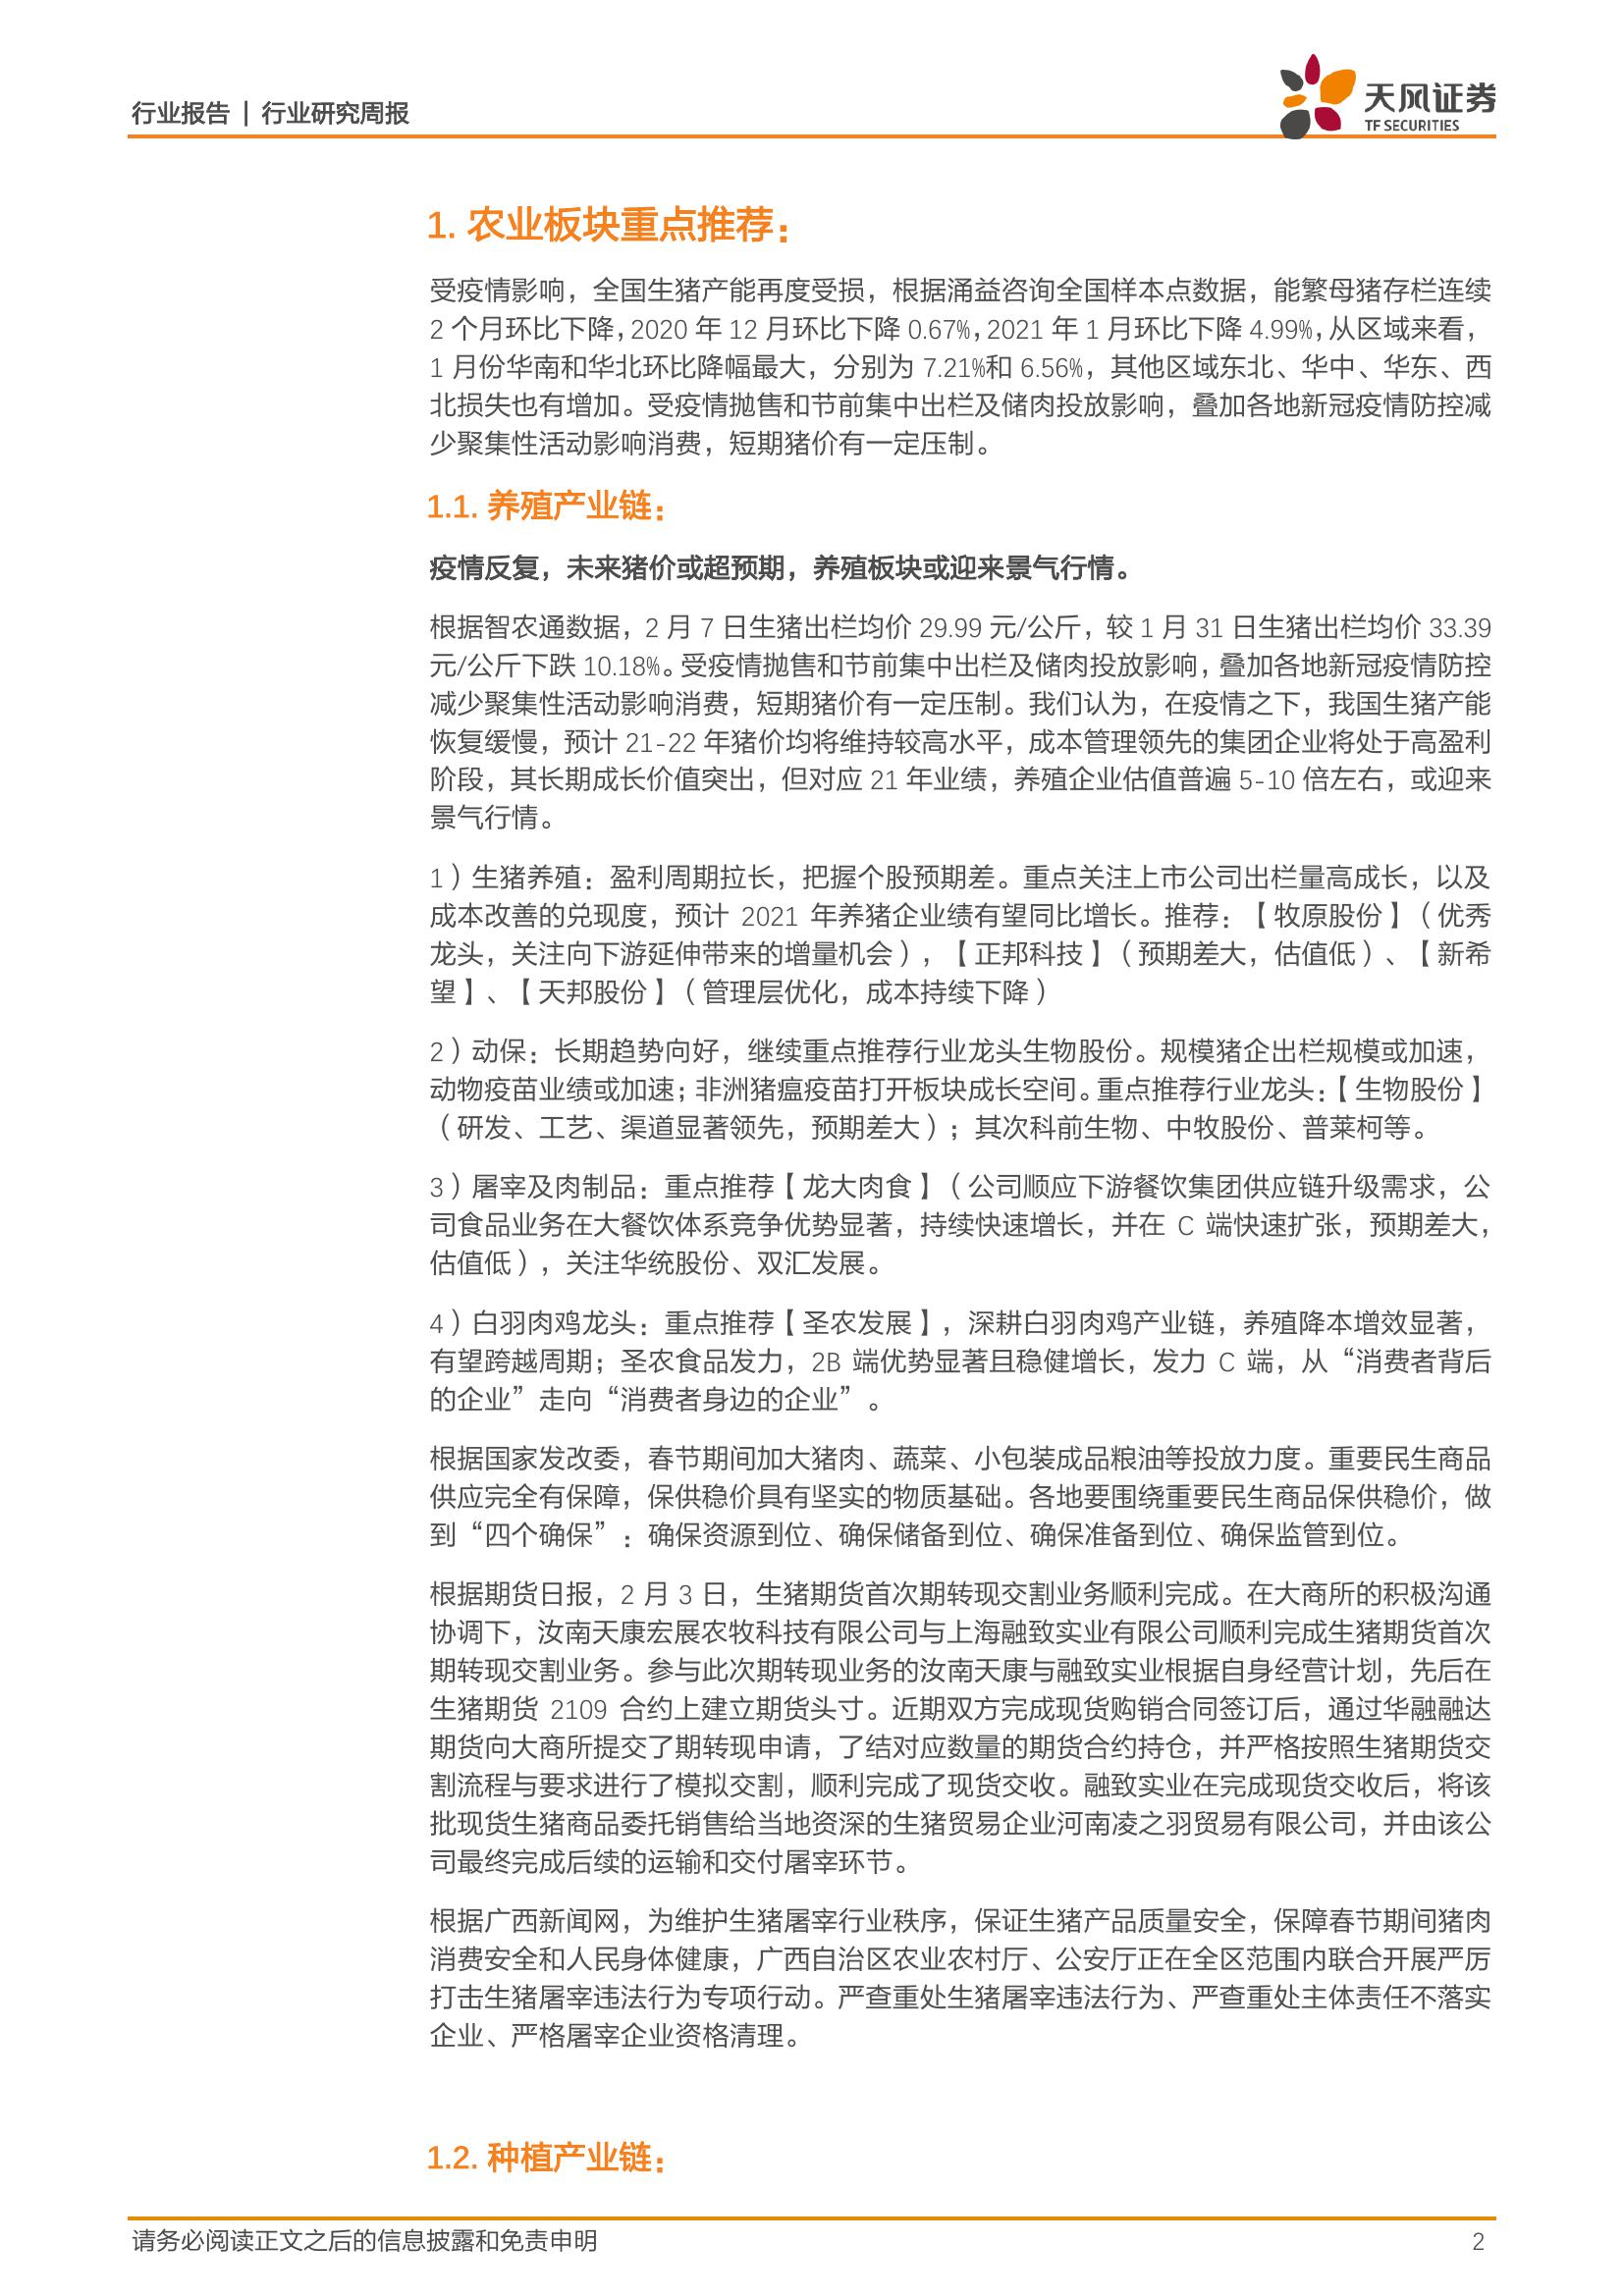 行业报告 | 行业研究周报
天风证券
TF SECURITIES
1. 农业板块重点推荐：
受疫情影响，全国生猪产能再度受损，根据涌益咨询全国样本点数据，能繁母猪存栏连续
2 个月环比下降，2020 年 12 月环比下降 0.67%，2021 年 1 月环比下降 4.99%，从区域来看，
1 月份华南和华北环比降幅最大，分别为 7.21%和 6.56%，其他区域东北、华中、华东、西
北损失也有增加。受疫情抛售和节前集中出栏及储肉投放影响，叠加各地新冠疫情防控减
少聚集性活动影响消费，短期猪价有一定压制。
1.1. 养殖产业链：
疫情反复，未来猪价或超预期，养殖板块或迎来景气行情。
根据智农通数据，2 月 7 日生猪出栏均价 29.99 元/公斤，较 1 月 31 日生猪出栏均价 33.39
元/公斤下跌 10.18%。受疫情抛售和节前集中出栏及储肉投放影响，叠加各地新冠疫情防控
减少聚集性活动影响消费，短期猪价有一定压制。我们认为，在疫情之下，我国生猪产能
恢复缓慢，预计 21-22 年猪价均将维持较高水平，成本管理领先的集团企业将处于高盈利
阶段，其长期成长价值突出，但对应 21 年业绩，养殖企业估值普遍 5-10 倍左右，或迎来
景气行情。
1）生猪养殖：盈利周期拉长，把握个股预期差。重点关注上市公司出栏量高成长，以及
成本改善的兑现度，预计 2021 年养猪企业绩有望同比增长。推荐：【牧原股份】（优秀
龙头，关注向下游延伸带来的增量机会），【正邦科技】（预期差大，估值低）、【新希
望】、【天邦股份】（管理层优化，成本持续下降）
2）动保：长期趋势向好，继续重点推荐行业龙头生物股份。规模猪企出栏规模或加速，
动物疫苗业绩或加速；非洲猪瘟疫苗打开板块成长空间。重点推荐行业龙头：【生物股份】
（研发、工艺、渠道显著领先，预期差大）；其次科前生物、中牧股份、普莱柯等。
3）屠宰及肉制品：重点推荐【龙大肉食】（公司顺应下游餐饮集团供应链升级需求，公
司食品业务在大餐饮体系竞争优势显著，持续快速增长，并在 C 端快速扩张，预期差大，
估值低），关注华统股份、双汇发展。
4）白羽肉鸡龙头：重点推荐【圣农发展】，深耕白羽肉鸡产业链，养殖降本增效显著，
有望跨越周期；圣农食品发力，2B 端优势显著且稳健增长，发力 C 端，从“消费者背后
的企业”走向“消费者身边的企业”。
根据国家发改委，春节期间加大猪肉、蔬菜、小包装成品粮油等投放力度。重要民生商品
供应完全有保障，保供稳价具有坚实的物质基础。各地要围绕重要民生商品保供稳价，做
到“四个确保”：确保资源到位、确保储备到位、确保准备到位、确保监管到位。
根据期货日报，2 月 3 日，生猪期货首次期转现交割业务顺利完成。在大商所的积极沟通
协调下，汝南天康宏展农牧科技有限公司与上海融致实业有限公司顺利完成生猪期货首次
期转现交割业务。参与此次期转现业务的汝南天康与融致实业根据自身经营计划，先后在
生猪期货 2109 合约上建立期货头寸。近期双方完成现货购销合同签订后，通过华融融达
期货向大商所提交了期转现申请，了结对应数量的期货合约持仓，并严格按照生猪期货交
割流程与要求进行了模拟交割，顺利完成了现货交收。融致实业在完成现货交收后，将该
批现货生猪商品委托销售给当地资深的生猪贸易企业河南凌之羽贸易有限公司，并由该公
司最终完成后续的运输和交付屠宰环节。
根据广西新闻网，为维护生猪屠宰行业秩序，保证生猪产品质量安全，保障春节期间猪肉
消费安全和人民身体健康，广西自治区农业农村厅、公安厅正在全区范围内联合开展严厉
打击生猪屠宰违法行为专项行动。严查重处生猪屠宰违法行为、严查重处主体责任不落实
企业、严格屠宰企业资格清理。
1.2. 种植产业链：
请务必阅读正文之后的信息披露和免责申明
2